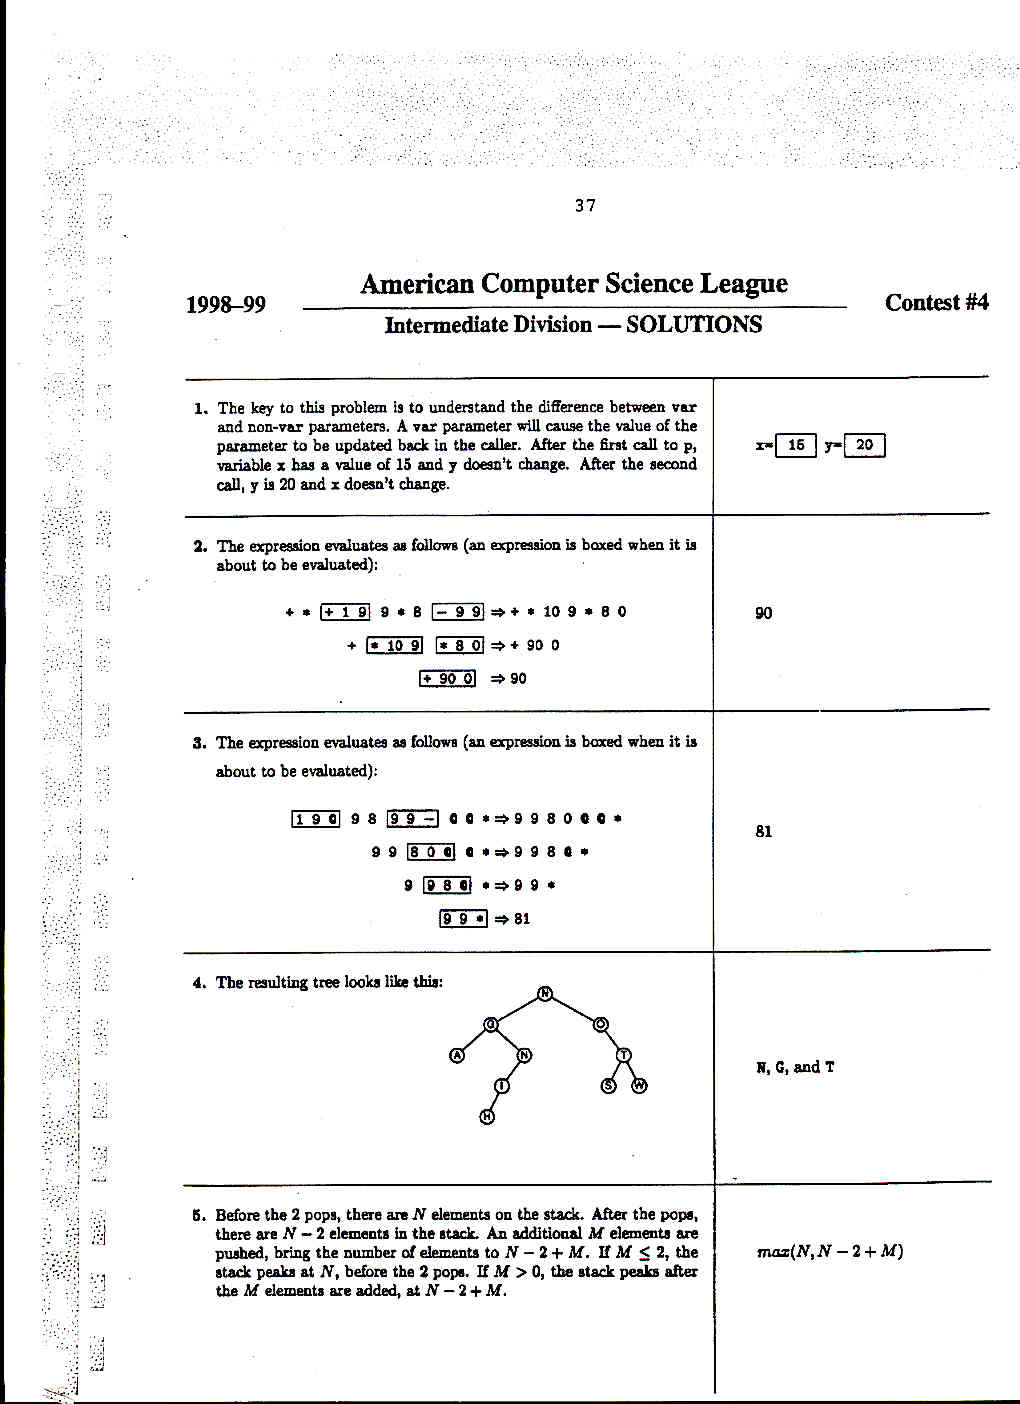 37
American Computer Science League
1998–99
Contest #4
Intermediate Division — SOLUTIONS
1. The key to this problem is to understand the difference between var
and non-var parameters. A var parameter will cause the value of the
parameter to be updated back in the caller. After the first call to p,
variable x has a value of 15 and y doesn't change. After the second
call, y is 20 and x doesn't change.
x= 15 y= 20
2. The expression evaluates as follows (an expression is boxed when it is
about to be evaluated):
+ * + 1 9 9 * 8 − 9 9 ⇒ + * 10 9 * 8 0
+ * 10 9 * 8 0 ⇒ + 90 0
+ 90 0 ⇒ 90
90
3. The expression evaluates as follows (an expression is boxed when it is
about to be evaluated):
1 9 @ 9 8 9 9 − @ @ * ⇒ 9 9 8 0 @ @ *
9 9 8 0 @ @ * ⇒ 9 9 8 @ *
9 9 8 @ * ⇒ 9 9 *
9 9 * ⇒ 81
81
4. The resulting tree looks like this:
N
G O
A N T
I S W
H
N, G, and T
5. Before the 2 pops, there are N elements on the stack. After the pops,
there are N − 2 elements in the stack. An additional M elements are
pushed, bring the number of elements to N − 2 + M. If M ≤ 2, the
stack peaks at N, before the 2 pops. If M > 0, the stack peaks after
the M elements are added, at N − 2 + M.
max(N, N − 2 + M)